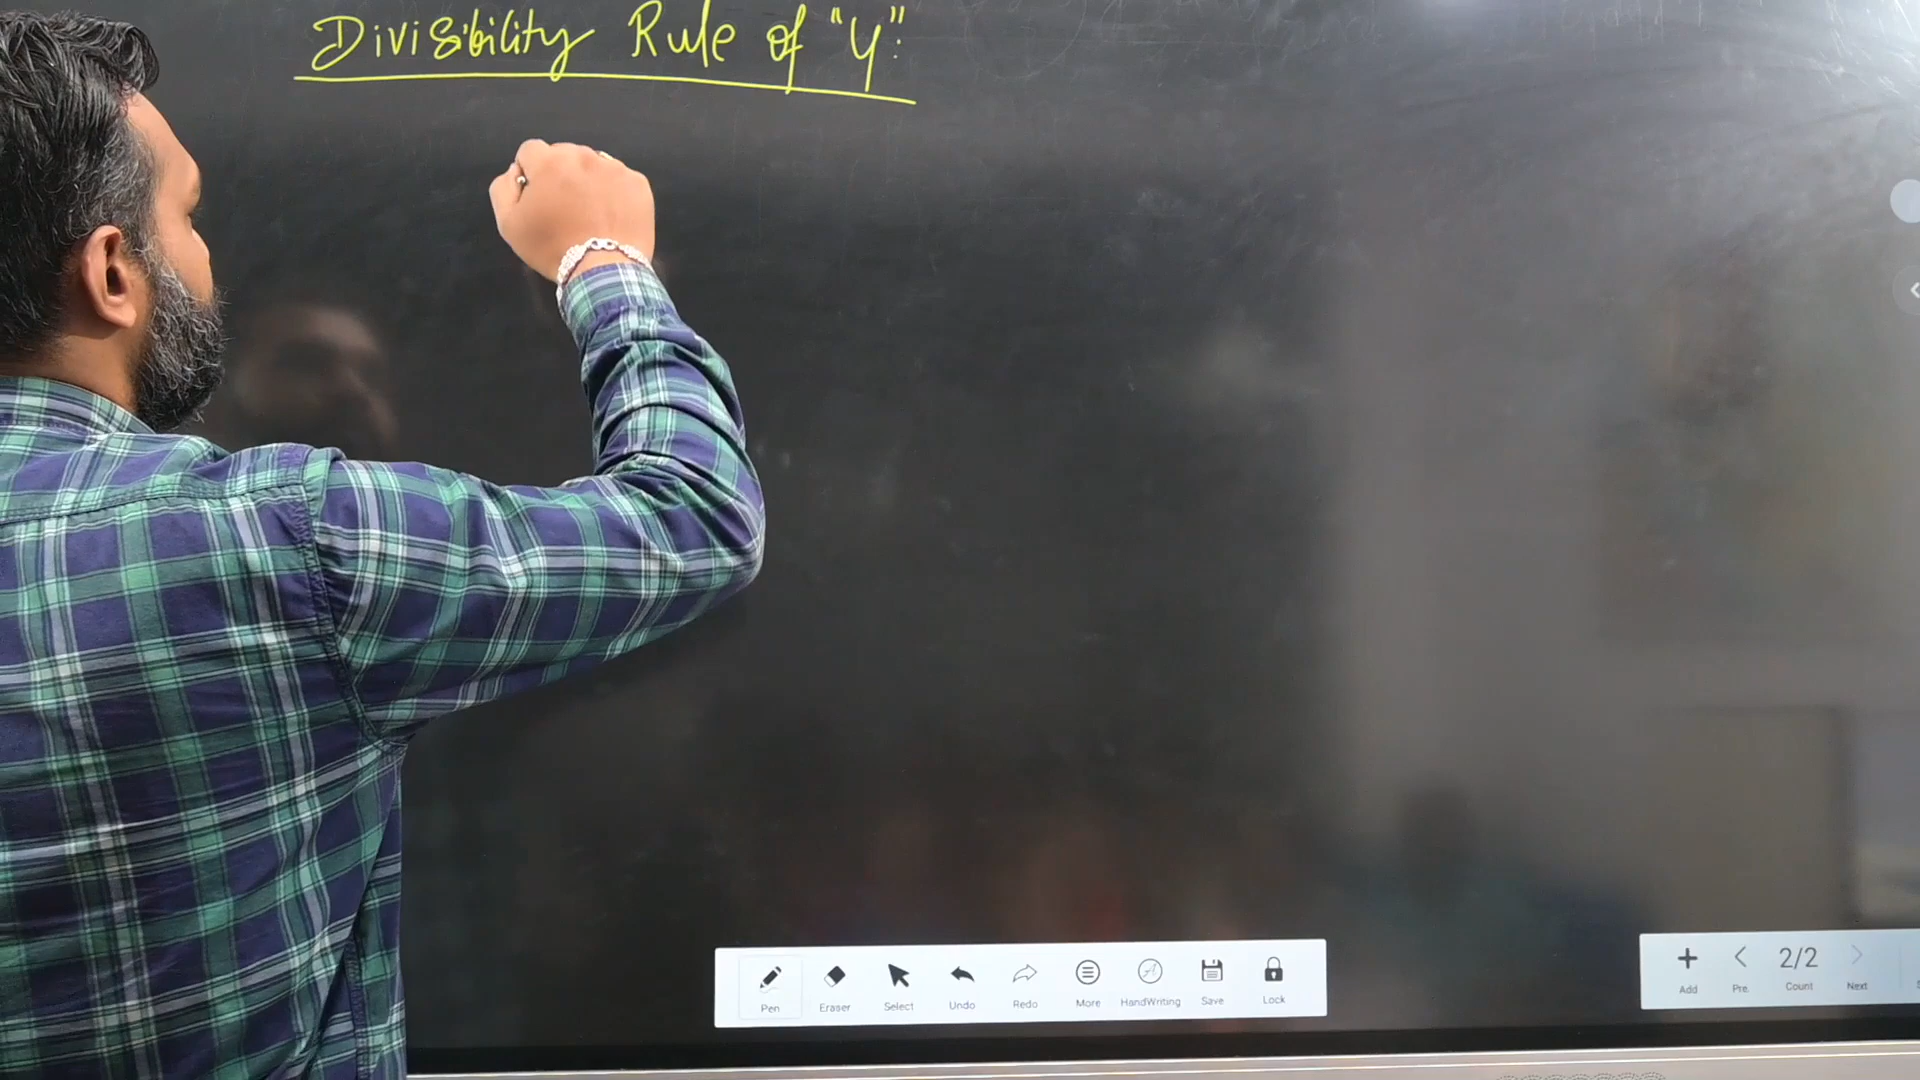 Divisibility Rule of "4":
Pen Eraser Select Undo Redo More HandWriting Save Lock
Add Pre. 2/2 Count Next